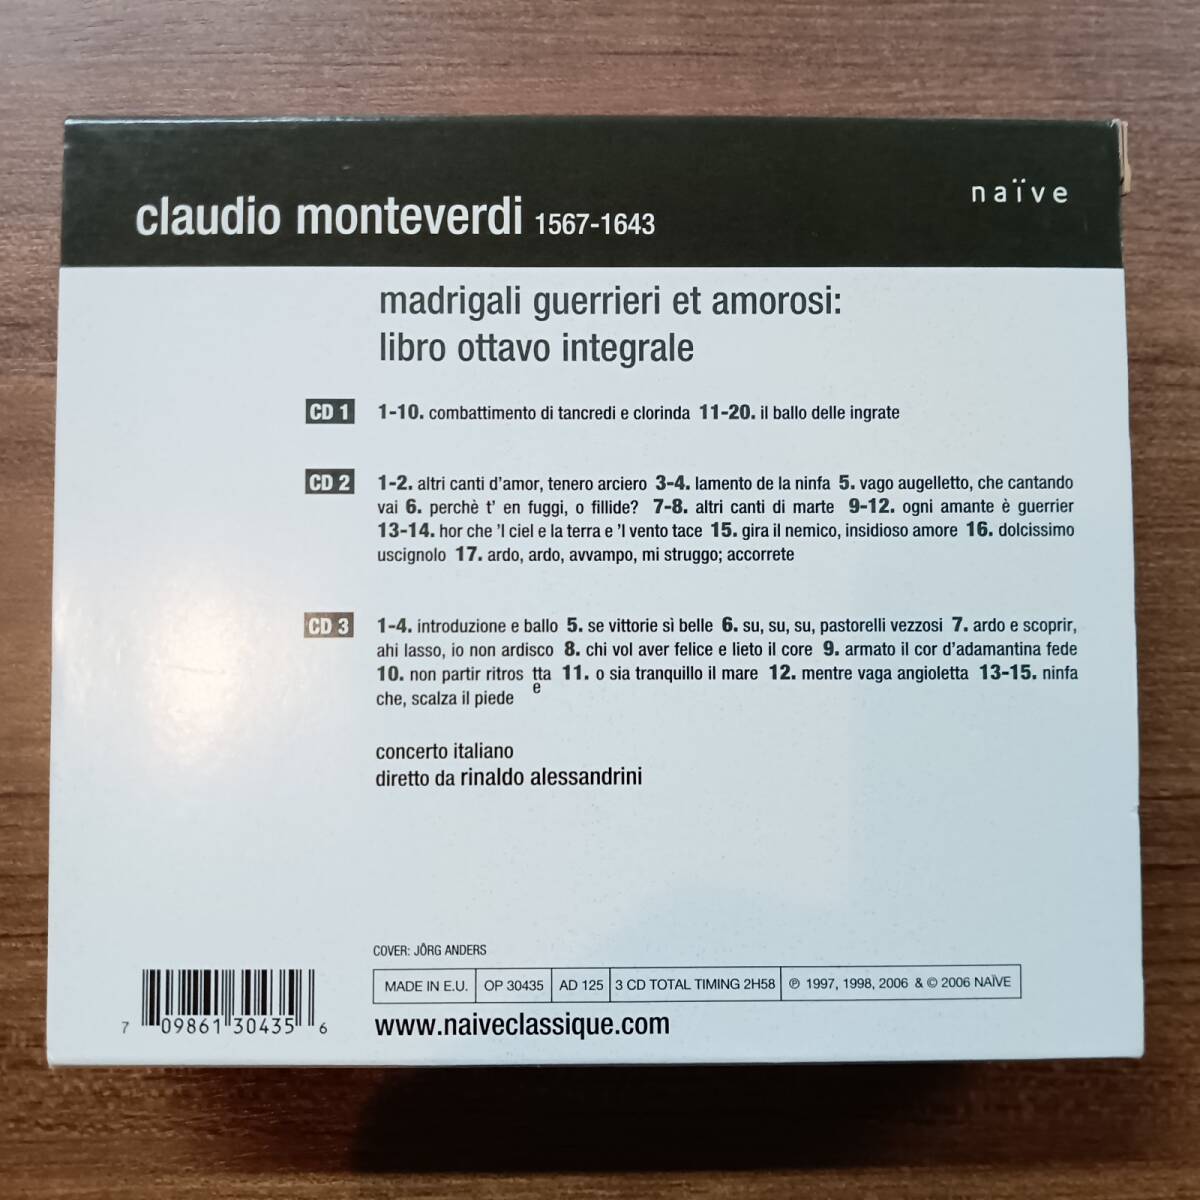 naïve
claudio monteverdi 1567-1643
madrigali guerrieri et amorosi:
libro ottavo integrale
CD 1 1-10. combattimento di tancredi e clorinda 11-20. il ballo delle ingrate
CD 2 1-2. altri canti d'amor, tenero arciero 3-4. lamento de la ninfa 5. vago augelletto, che cantando
vai 6. perchè t' en fuggi, o fillide? 7-8. altri canti di marte 9-12. ogni amante è guerrier
13-14. hor che 'l ciel e la terra e 'l vento tace 15. gira il nemico, insidioso amore 16. dolcissimo
uscignolo 17. ardo, ardo, avvampo, mi struggo; accorrete
CD 3 1-4. introduzione e ballo 5. se vittorie sì belle 6. su, su, su, pastorelli vezzosi 7. ardo e scoprir,
ahi lasso, io non ardisco 8. chi vol aver felice e lieto il core 9. armato il cor d'adamantina fede
10. non partir ritros tta 11. o sia tranquillo il mare 12. mentre vaga angioletta 13-15. ninfa
e
che, scalza il piede
concerto italiano
diretto da rinaldo alessandrini
COVER: JÔRG ANDERS
MADE IN E.U. OP 30435 AD 125 3 CD TOTAL TIMING 2H58 ℗ 1997, 1998, 2006 & © 2006 NAÏVE
7 09861 30435 6
www.naiveclassique.com